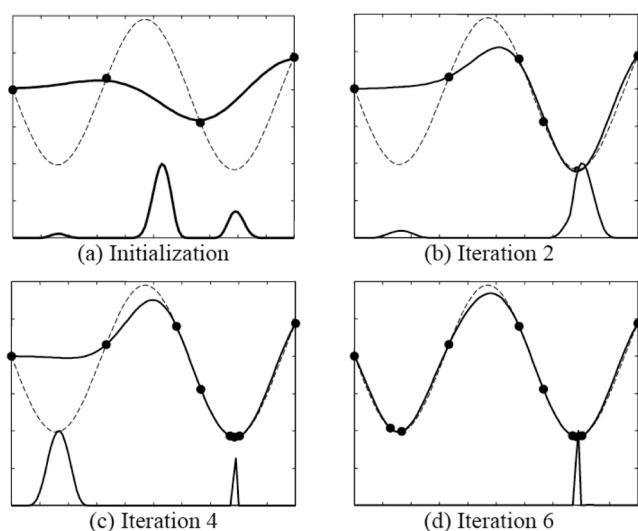 (a) Initialization
(b) Iteration 2
(c) Iteration 4
(d) Iteration 6